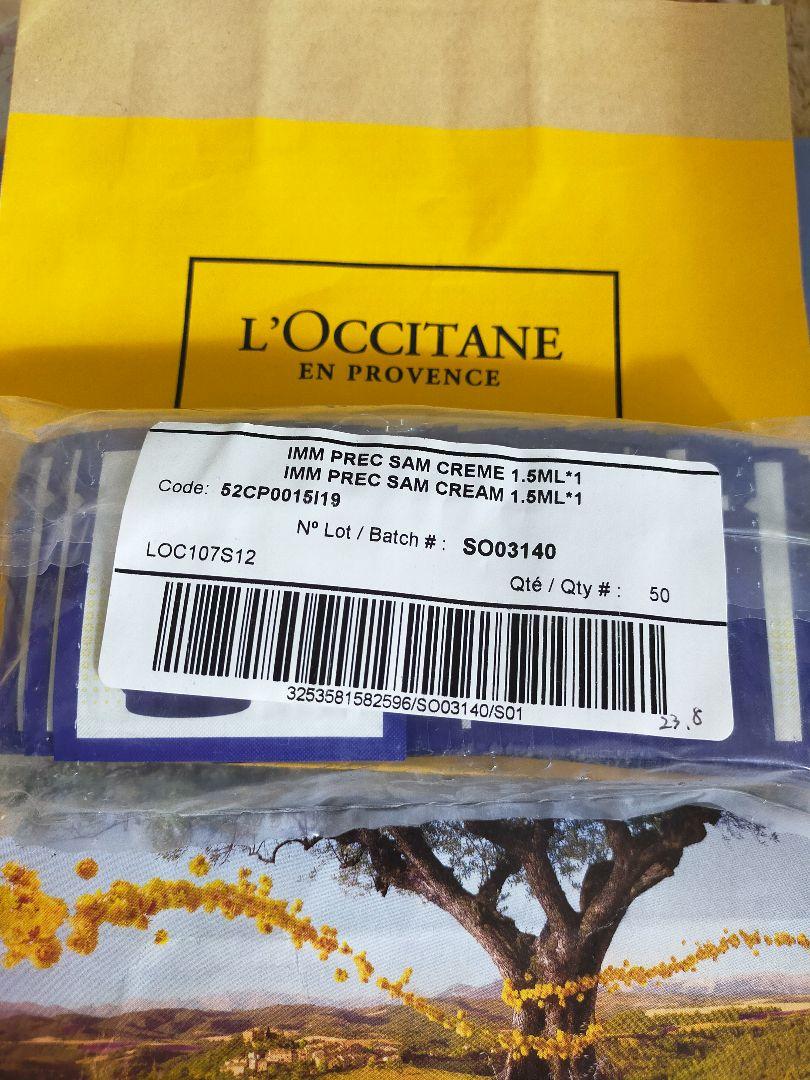 L'OCCITANE
EN PROVENCE
IMM PREC SAM CREME 1.5ML*1
IMM PREC SAM CREAM 1.5ML*1
Code: 52CP0015I19
Nº Lot / Batch # : SO03140
LOC107S12
Qté / Qty # : 50
3253581582596/SO03140/S01
23.8